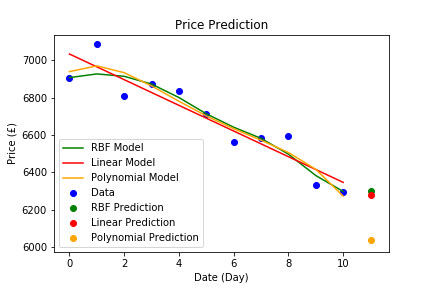 Price Prediction
7000
6800
6600
6400
6200
6000
Price (£)
RBF Model
Linear Model
Polynomial Model
Data
RBF Prediction
Linear Prediction
Polynomial Prediction
0 2 4 6 8 10
Date (Day)